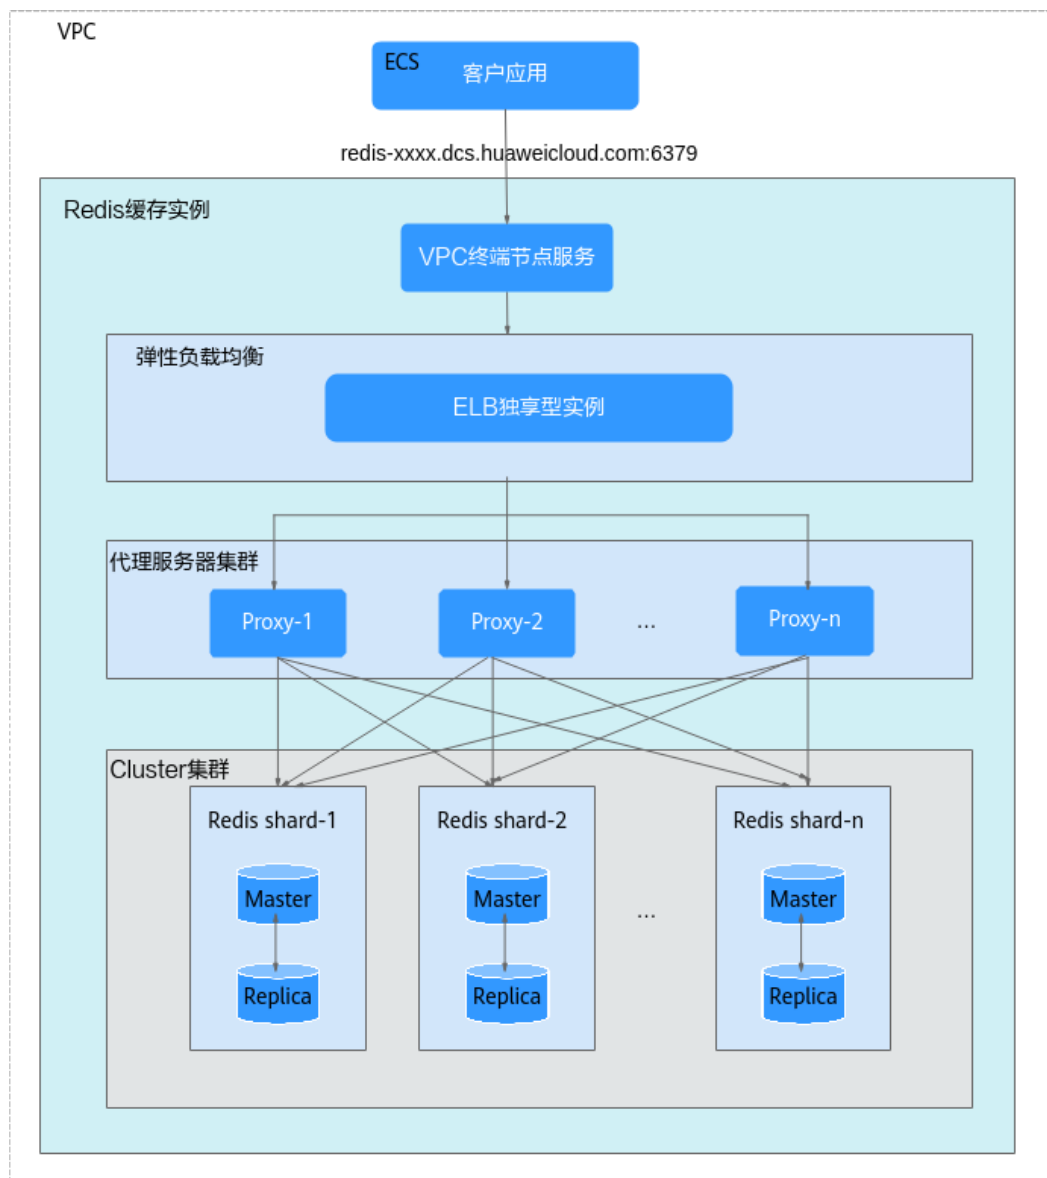 VPC
ECS
客户应用
redis-xxxx.dcs.huaweicloud.com:6379
Redis缓存实例
VPC终端节点服务
弹性负载均衡
ELB独享型实例
代理服务器集群
Proxy-1
Proxy-2
...
Proxy-n
Cluster集群
Redis shard-1
Redis shard-2
Redis shard-n
Master
Master
...
Master
Replica
Replica
Replica